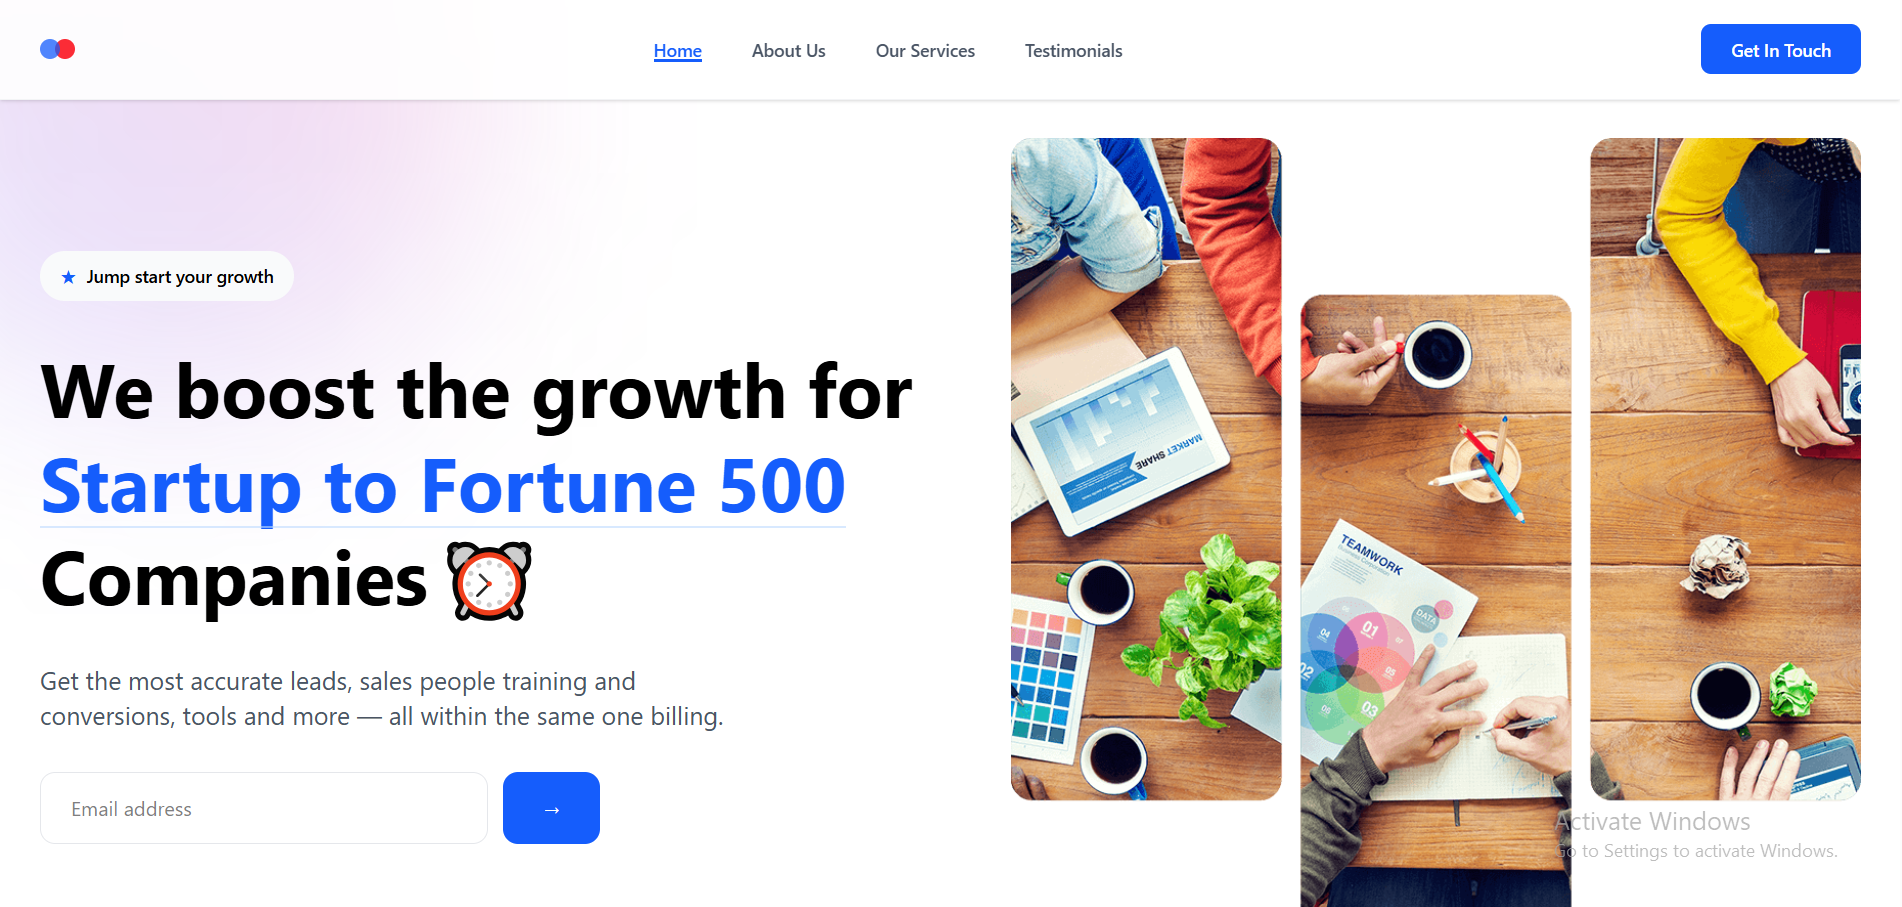 Home
About Us
Our Services
Testimonials
Get In Touch
★ Jump start your growth
We boost the growth for
Startup to Fortune 500
Companies ⏰
Get the most accurate leads, sales people training and
conversions, tools and more — all within the same one billing.
Email address
→
MARKET SHARE
TEAMWORK
Business Corporation
DATA
01
02
03
04
05
06
07
Activate Windows
Go to Settings to activate Windows.